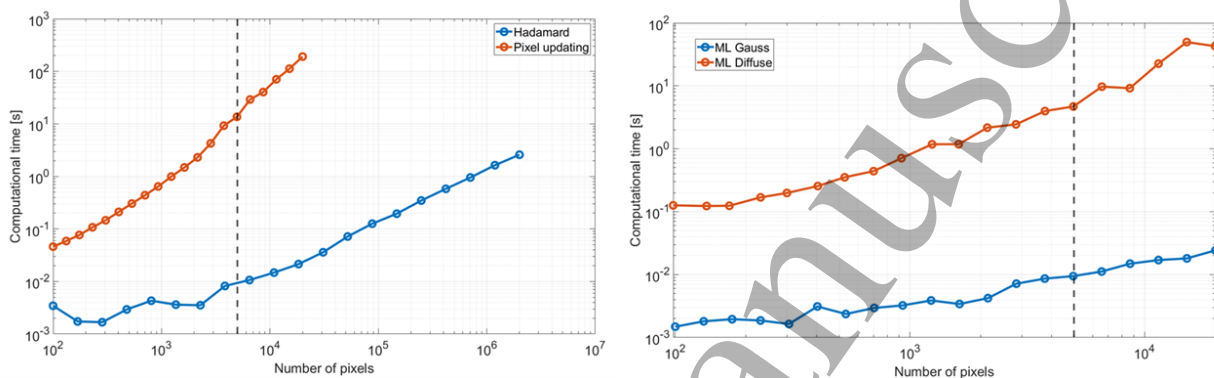 10^3
10^2
10^1
10^0
10^-1
10^-2
10^-3
Computational time [s]
10^2
10^3
10^4
10^5
10^6
10^7
Number of pixels
Hadamard
Pixel updating
10^2
10^1
10^0
10^-1
10^-2
10^-3
Computational time [s]
10^2
10^3
10^4
Number of pixels
ML Gauss
ML Diffuse
anusc